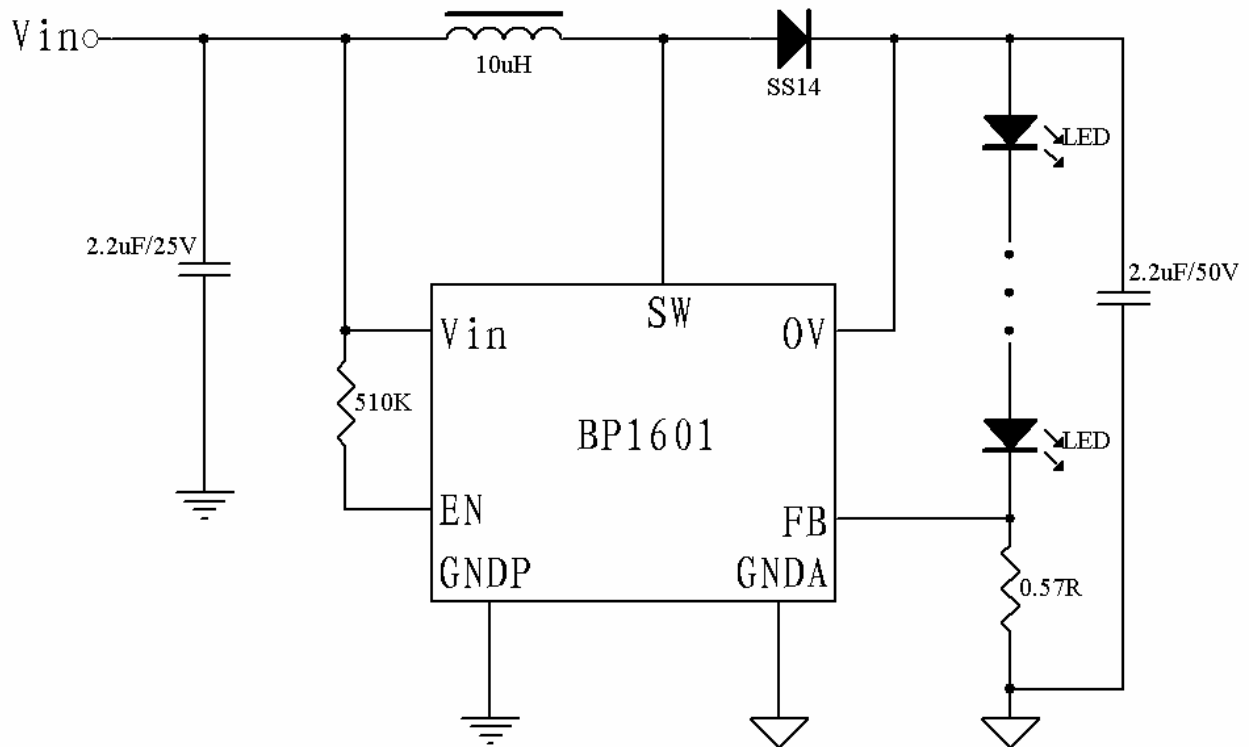 Vin
10uH
SS14
LED
2.2uF/25V
2.2uF/50V
SW
Vin
OV
510K
BP1601
LED
EN
FB
GNDP
GNDA
0.57R